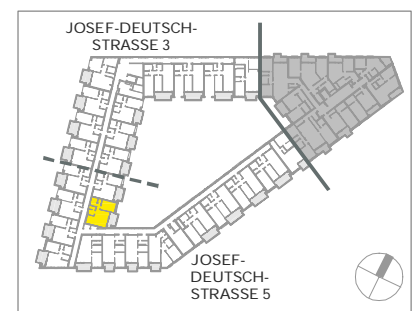 JOSEF-DEUTSCH-
STRASSE 3
JOSEF-
DEUTSCH-
STRASSE 5